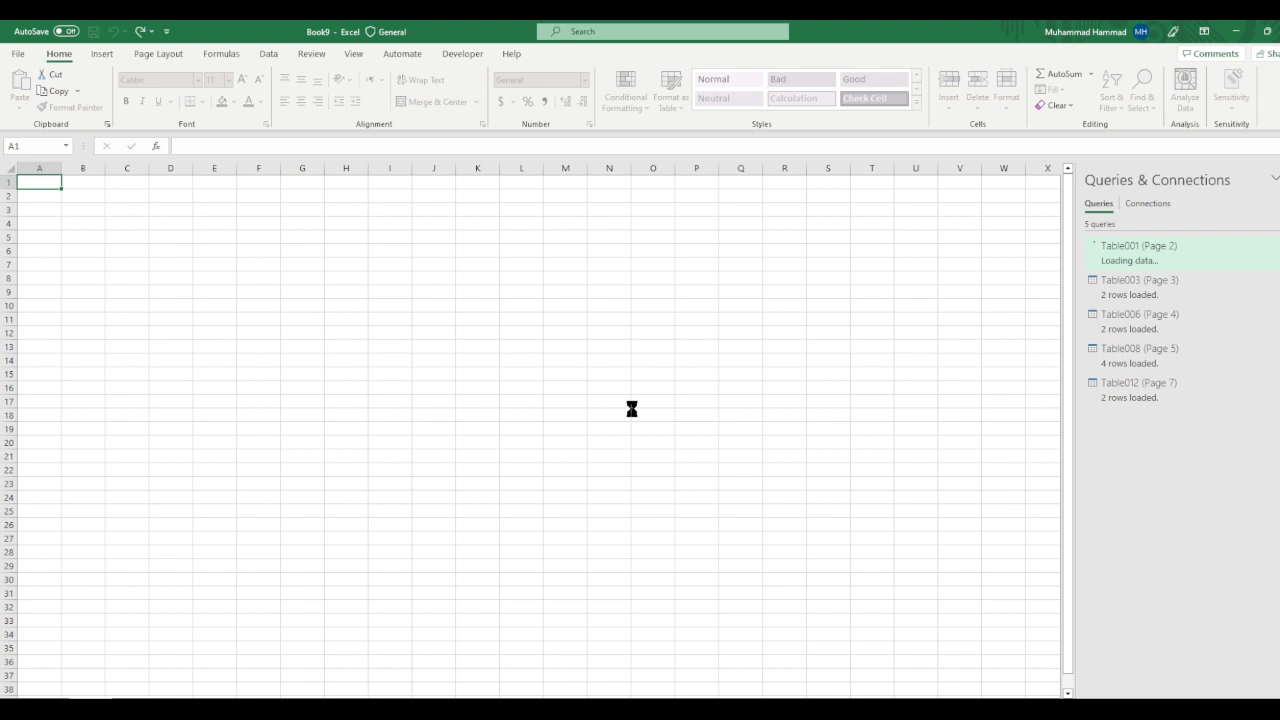 AutoSave Off Book9 - Excel General Search Muhammad Hammad MH
File Home Insert Page Layout Formulas Data Review View Automate Developer Help Comments Sha
Paste Cut Copy Format Painter Clipboard
Calibri 11 A A B I U A Font
Wrap Text Merge & Center Alignment
General $ % , Number
Conditional Formatting Format as Table Normal Bad Good Neutral Calculation Check Cell Styles
Insert Delete Format Cells
AutoSum Fill Clear Sort & Filter Find & Select Editing
Analyze Data Analysis
Sensitivity Sensitivity
A1 fx
A B C D E F G H I J K L M N O P Q R S T U V W X
1
2
3
4
5
6
7
8
9
10
11
12
13
14
15
16
17
18
19
20
21
22
23
24
25
26
27
28
29
30
31
32
33
34
35
36
37
38
Queries & Connections
Queries Connections
5 queries
Table001 (Page 2)
Loading data...
Table003 (Page 3)
2 rows loaded.
Table006 (Page 4)
2 rows loaded.
Table008 (Page 5)
4 rows loaded.
Table012 (Page 7)
2 rows loaded.